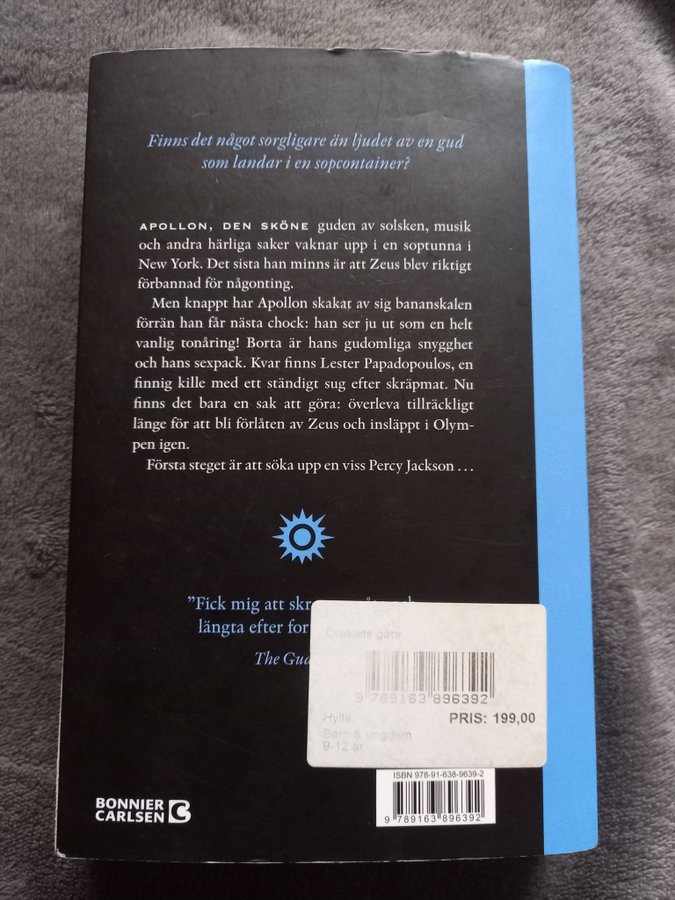 Finns det något sorgligare än ljudet av en gud
som landar i en sopcontainer?
APOLLON, DEN SKÖNE guden av solsken, musik
och andra härliga saker vaknar upp i en soptunna i
New York. Det sista han minns är att Zeus blev riktigt
förbannad för någonting.
Men knappt har Apollon skakat av sig bananskalen
förrän han får nästa chock: han ser ju ut som en helt
vanlig tonåring! Borta är hans gudomliga snygghet
och hans sexpack. Kvar finns Lester Papadopoulos, en
finnig kille med ett ständigt sug efter skräpmat. Nu
finns det bara en sak att göra: överleva tillräckligt
länge för att bli förlåten av Zeus och insläppt i Olym-
pen igen.
Första steget är att söka upp en viss Percy Jackson ...
”Fick mig att
längta efter
The
Oraklets gåta
9 789163 896392
Hylla:
PRIS: 199,00
Barn & ungdom
9-12 år
ISBN 978-91-638-9639-2
9 789163 896392
BONNIER
CARLSEN